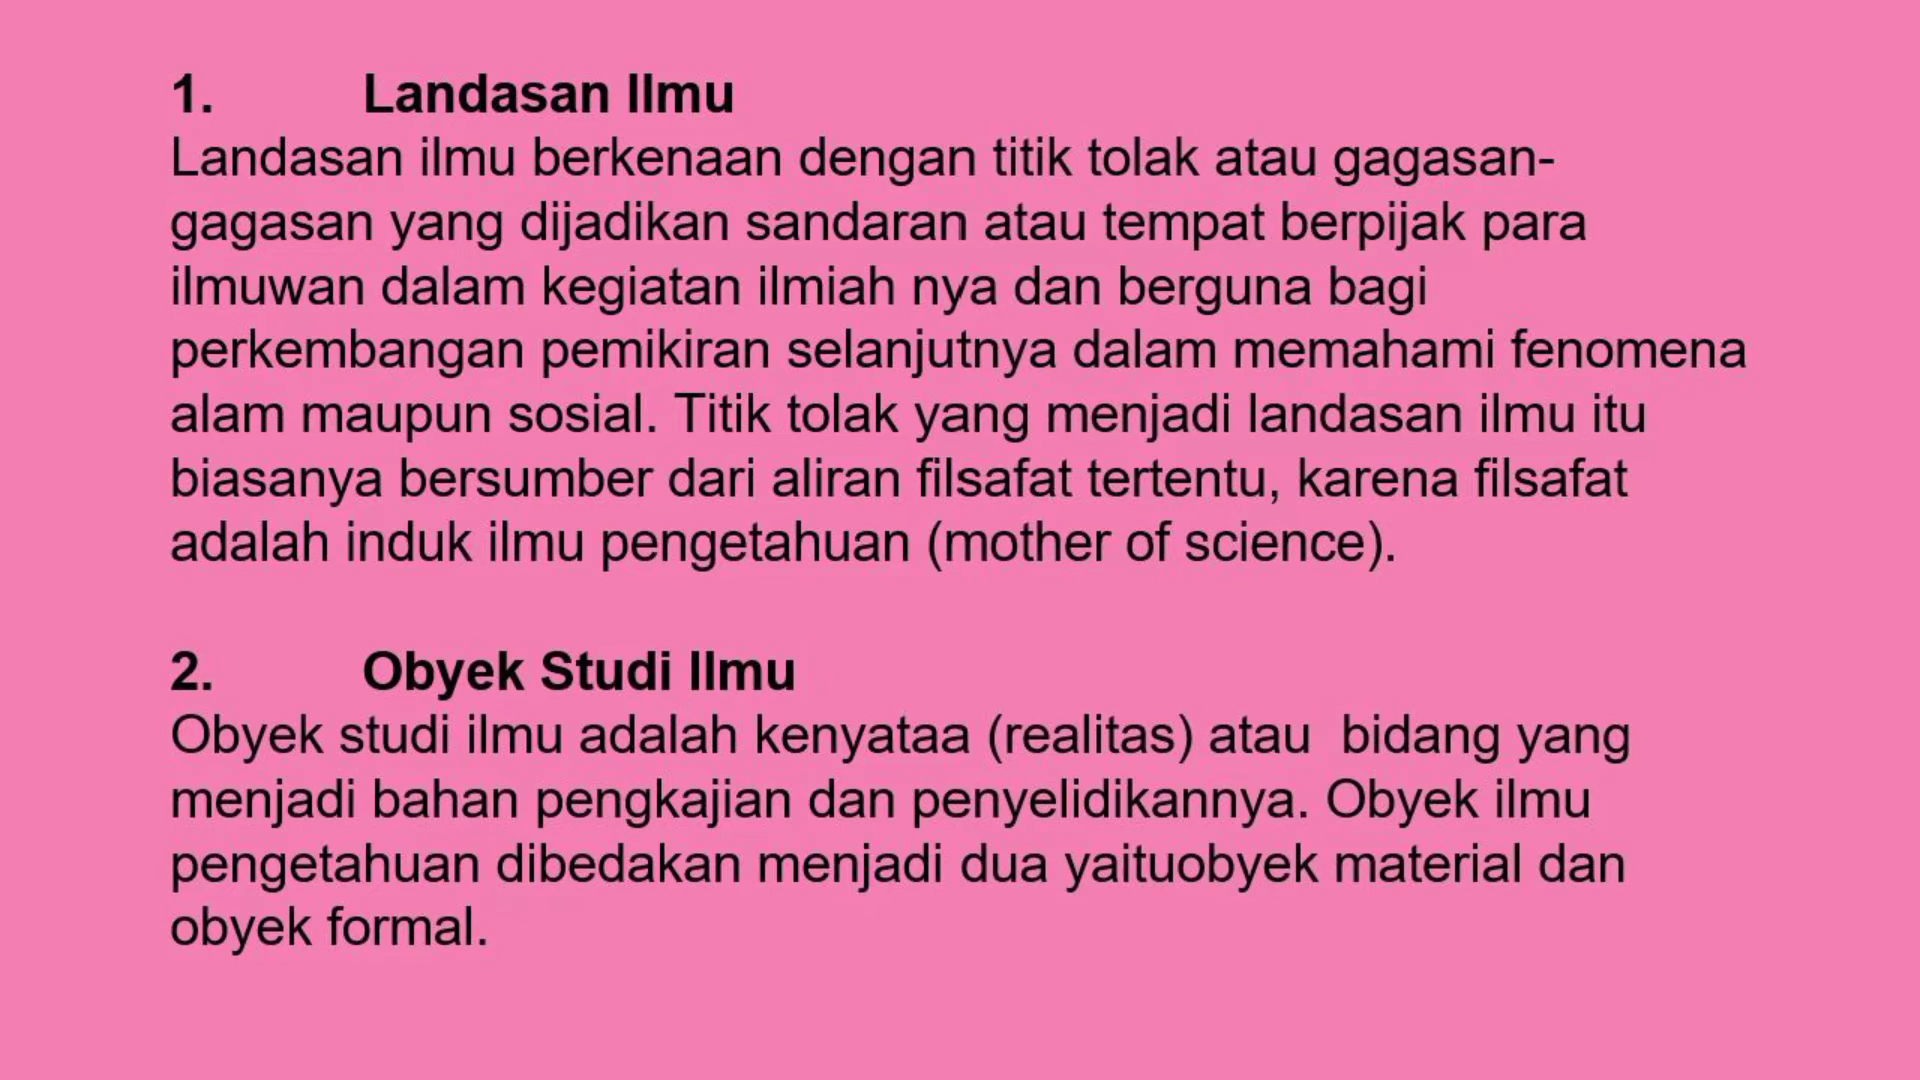 1. Landasan Ilmu
Landasan ilmu berkenaan dengan titik tolak atau gagasan-
gagasan yang dijadikan sandaran atau tempat berpijak para
ilmuwan dalam kegiatan ilmiah nya dan berguna bagi
perkembangan pemikiran selanjutnya dalam memahami fenomena
alam maupun sosial. Titik tolak yang menjadi landasan ilmu itu
biasanya bersumber dari aliran filsafat tertentu, karena filsafat
adalah induk ilmu pengetahuan (mother of science).
2. Obyek Studi Ilmu
Obyek studi ilmu adalah kenyataa (realitas) atau  bidang yang
menjadi bahan pengkajian dan penyelidikannya. Obyek ilmu
pengetahuan dibedakan menjadi dua yaituobyek material dan
obyek formal.